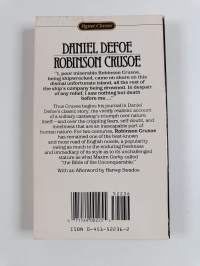 Signet Classic
DANIEL DEFOE
ROBINSON CRUSOE
"I, poor miserable Robinson Crusoe,
being shipwrecked, came on shore on this
dismal unfortunate island, all the rest of
the ship's company being drowned. In despair
of any relief, I saw nothing but death
before me ..."
Thus Crusoe begins his journal in Daniel
Defoe's classic story, the vividly realistic account
of a solitary castaway's triumph over nature
itself—and over the crippling fears, self doubt, and
loneliness that are an inescapable part of
human nature. For two centuries, Robinson Crusoe
has remained one of the best-known
and most read of English novels, a popularity
owing as much to the enduring freshness
and immediacy of its style as to its unchallenged
stature as what Maxim Gorky called
"the Bible of the Unconquerable."
With an Afterword by Harvey Swados
52236
ISBN 0-451-52236-2